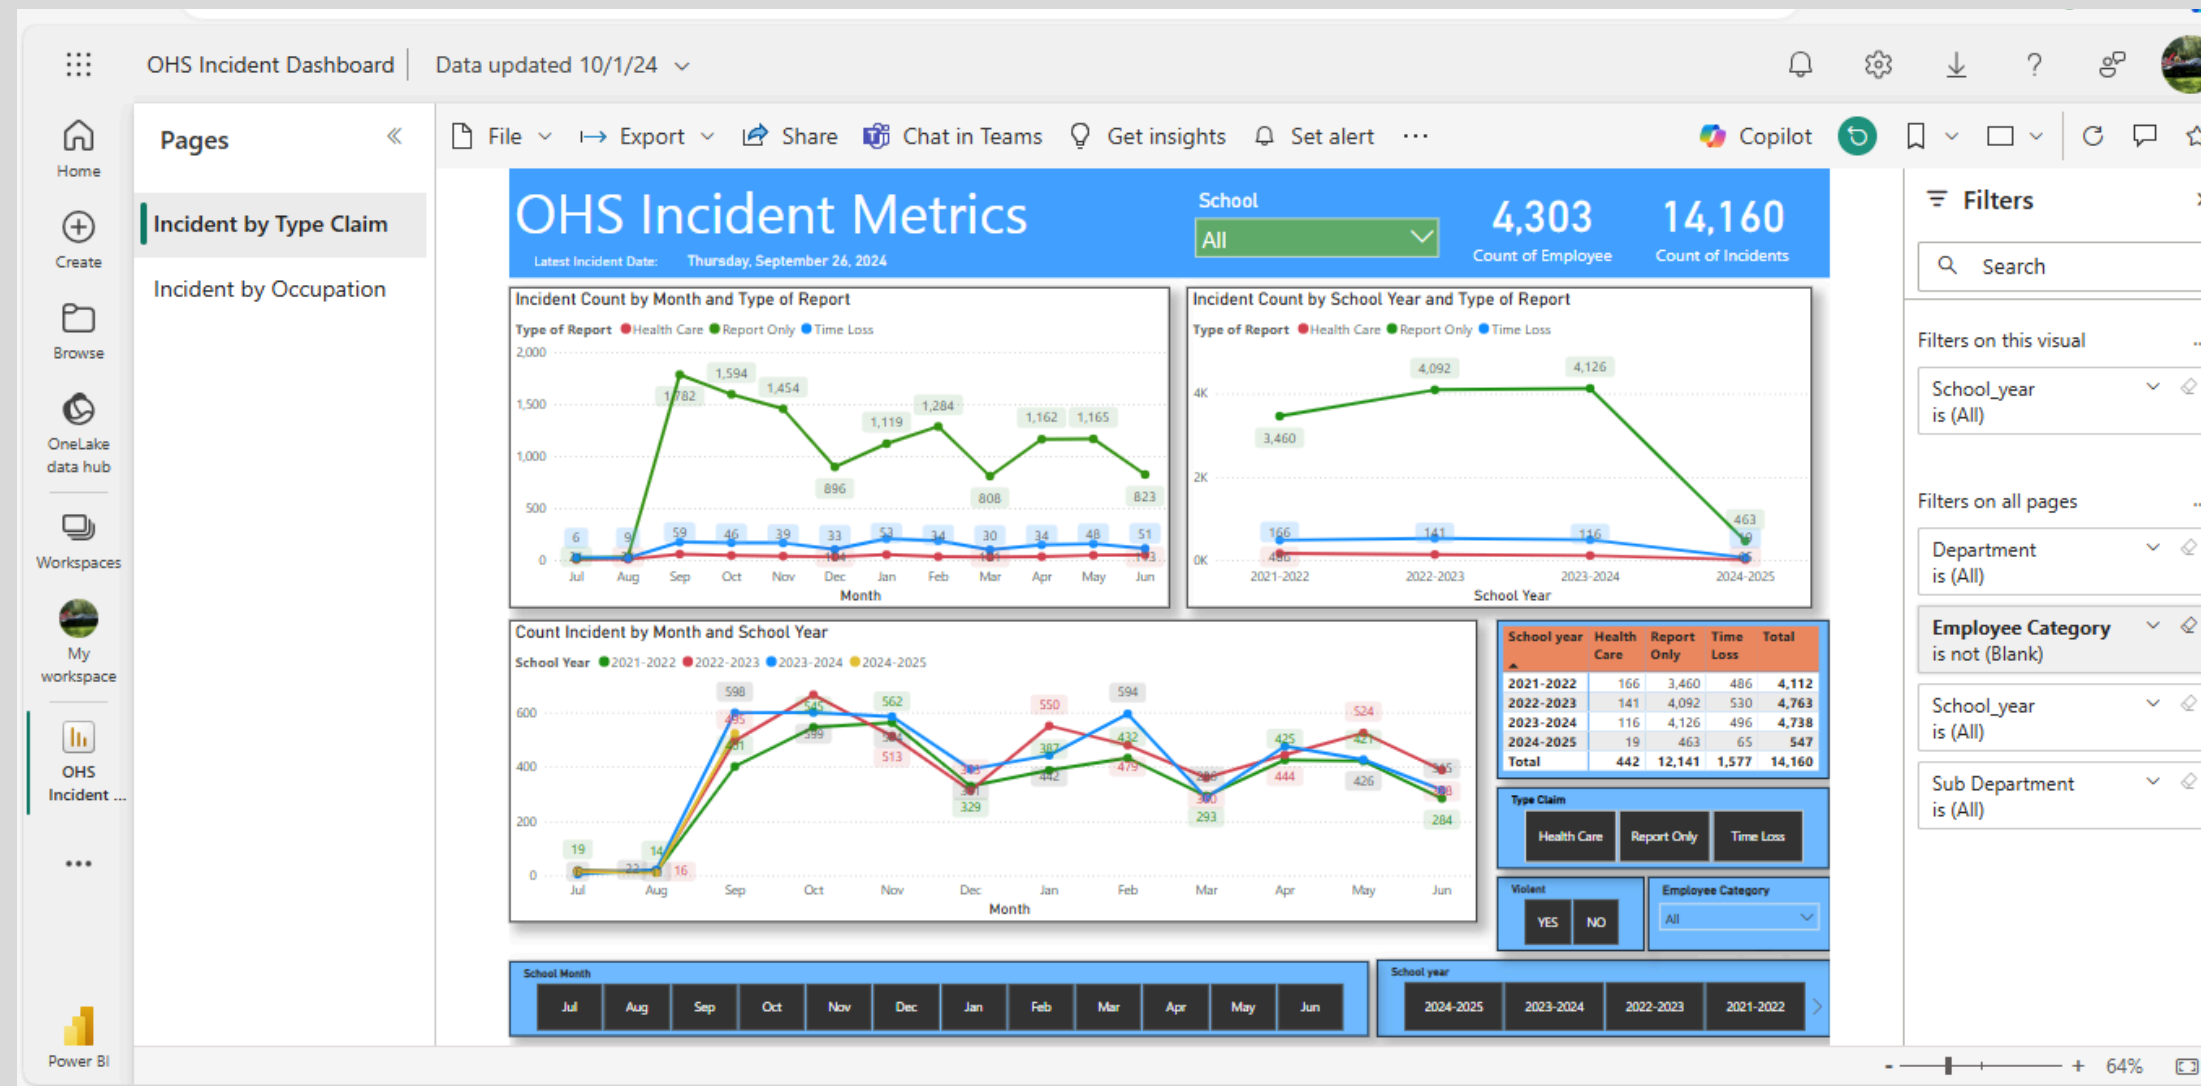 OHS Incident Dashboard
Data updated 10/1/24
Home
Create
Browse
OneLake
data hub
Workspaces
My
workspace
OHS
Incident ...
Power BI
Pages
Incident by Type Claim
Incident by Occupation
File
Export
Share
Chat in Teams
Get insights
Set alert
Copilot
OHS Incident Metrics
Latest Incident Date: Thursday, September 26, 2024
School
All
4,303
Count of Employee
14,160
Count of Incidents
Incident Count by Month and Type of Report
Type of Report Health Care Report Only Time Loss
2,000
1,500
1,000
500
0
1,782
1,594
1,454
896
1,119
1,284
808
1,162
1,165
823
6
9
59
46
39
33
53
34
30
34
48
51
Jul Aug Sep Oct Nov Dec Jan Feb Mar Apr May Jun
Month
Incident Count by School Year and Type of Report
Type of Report Health Care Report Only Time Loss
4K
2K
0K
3,460
4,092
4,126
463
166
141
116
486
2021-2022 2022-2023 2023-2024 2024-2025
School Year
Count Incident by Month and School Year
School Year 2021-2022 2022-2023 2023-2024 2024-2025
600
400
200
0
19
14
16
598
495
545
599
562
513
329
550
387
442
594
432
479
293
425
444
524
421
426
284
Jul Aug Sep Oct Nov Dec Jan Feb Mar Apr May Jun
Month
School year Health Care Report Only Time Loss Total
2021-2022 166 3,460 486 4,112
2022-2023 141 4,092 530 4,763
2023-2024 116 4,126 496 4,738
2024-2025 19 463 65 547
Total 442 12,141 1,577 14,160
Type Claim
Health Care Report Only Time Loss
Violent
YES NO
Employee Category
All
School Month
Jul Aug Sep Oct Nov Dec Jan Feb Mar Apr May Jun
School year
2024-2025 2023-2024 2022-2023 2021-2022
Filters
Search
Filters on this visual
School_year
is (All)
Filters on all pages
Department
is (All)
Employee Category
is not (Blank)
School_year
is (All)
Sub Department
is (All)
- + 64%